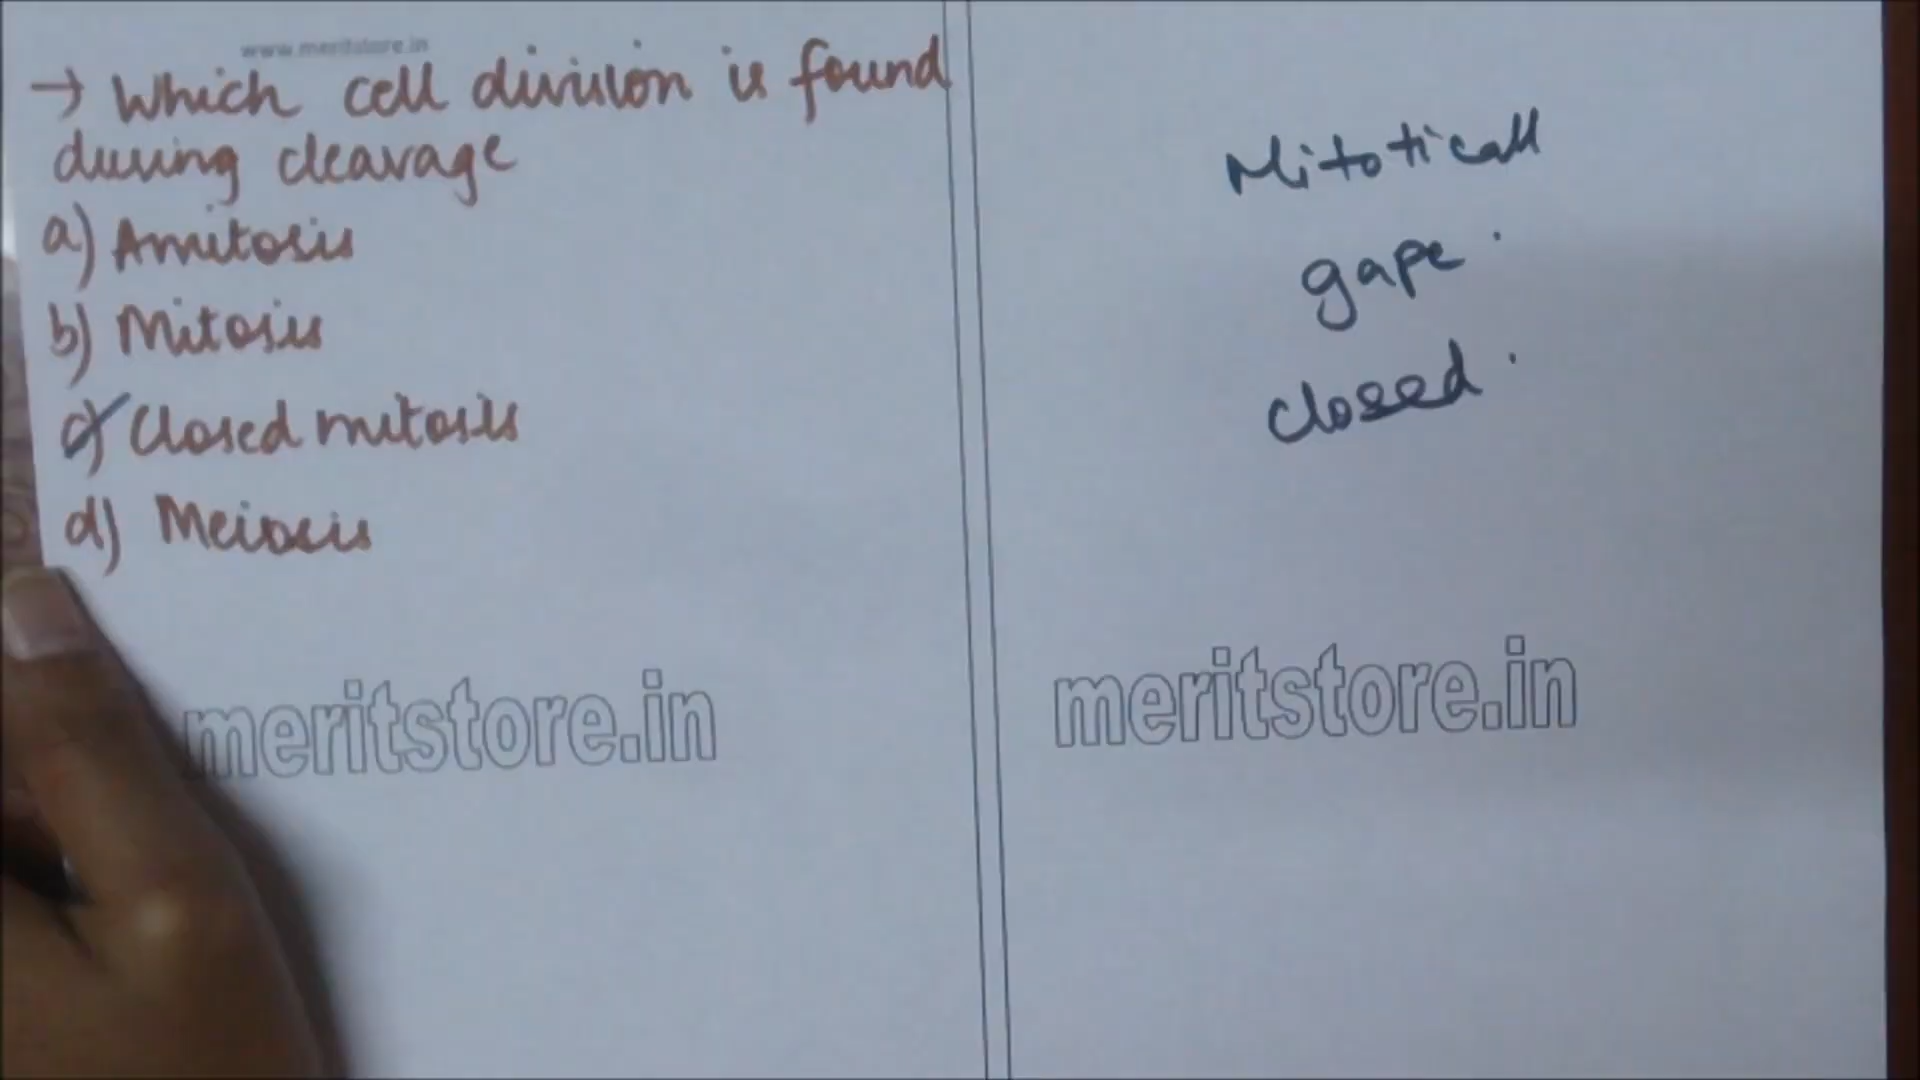 www.meritstore.in
→ Which cell division is found
during cleavage
a) Amitosis
b) Mitosis
c) Closed mitosis
d) Meiosis
Mitoticall
gape
closed
meritstore.in
meritstore.in